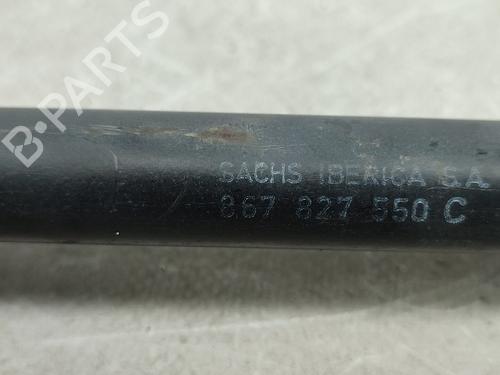 B-PARTS
SACHS IBERICA S.A.
867 827 550 C